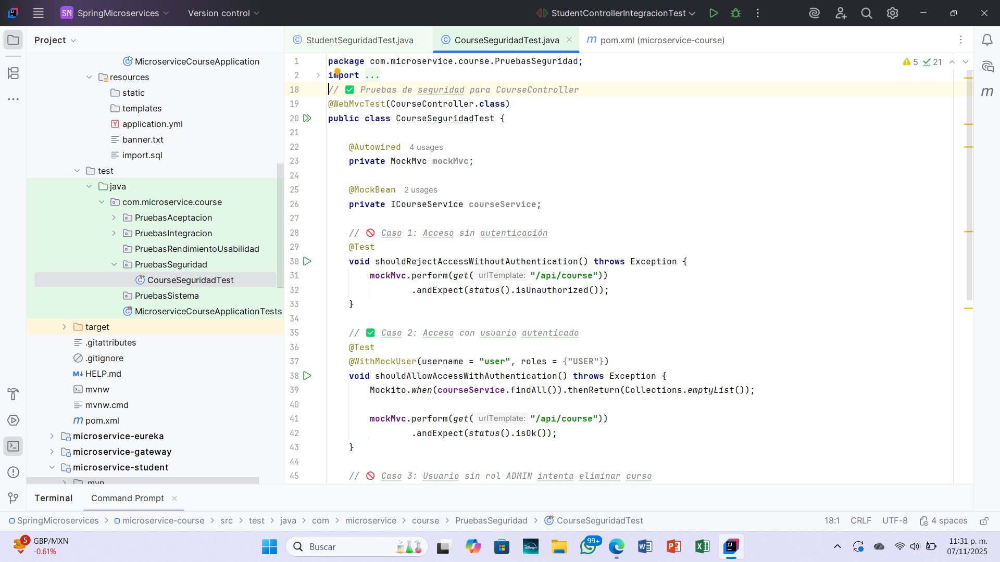 SM SpringMicroservices
Version control
StudentControllerIntegracionTest
Project
StudentSeguridadTest.java
CourseSeguridadTest.java
m pom.xml (microservice-course)
MicroserviceCourseApplication
resources
static
templates
application.yml
banner.txt
import.sql
test
java
com.microservice.course
PruebasAceptacion
PruebasIntegracion
PruebasRendimientoUsabilidad
PruebasSeguridad
CourseSeguridadTest
PruebasSistema
MicroserviceCourseApplicationTests
target
.gitattributes
.gitignore
M↓ HELP.md
mvnw
mvnw.cmd
m pom.xml
microservice-eureka
microservice-gateway
microservice-student
.mvn
5 21
1 package com.microservice.course.PruebasSeguridad;
2 import ...
18 // ✅ Pruebas de seguridad para CourseController
19 @WebMvcTest(CourseController.class)
20 public class CourseSeguridadTest {
21
22 @Autowired 4 usages
23 private MockMvc mockMvc;
24
25 @MockBean 2 usages
26 private ICourseService courseService;
27
28 // 🚫 Caso 1: Acceso sin autenticación
29 @Test
30 void shouldRejectAccessWithoutAuthentication() throws Exception {
31 mockMvc.perform(get( urlTemplate: "/api/course"))
32 .andExpect(status().isUnauthorized());
33 }
34
35 // ✅ Caso 2: Acceso con usuario autenticado
36 @Test
37 @WithMockUser(username = "user", roles = {"USER"})
38 void shouldAllowAccessWithAuthentication() throws Exception {
39 Mockito.when(courseService.findAll()).thenReturn(Collections.emptyList());
40
41 mockMvc.perform(get( urlTemplate: "/api/course"))
42 .andExpect(status().isOk());
43 }
44
45 // 🚫 Caso 3: Usuario sin rol ADMIN intenta eliminar curso
Terminal
Command Prompt
SpringMicroservices > microservice-course > src > test > java > com > microservice > course > PruebasSeguridad > CourseSeguridadTest
18:1 CRLF UTF-8 4 spaces
5 GBP/MXN
-0.61%
Buscar
Disney+
99+
11:31 p. m.
07/11/2025